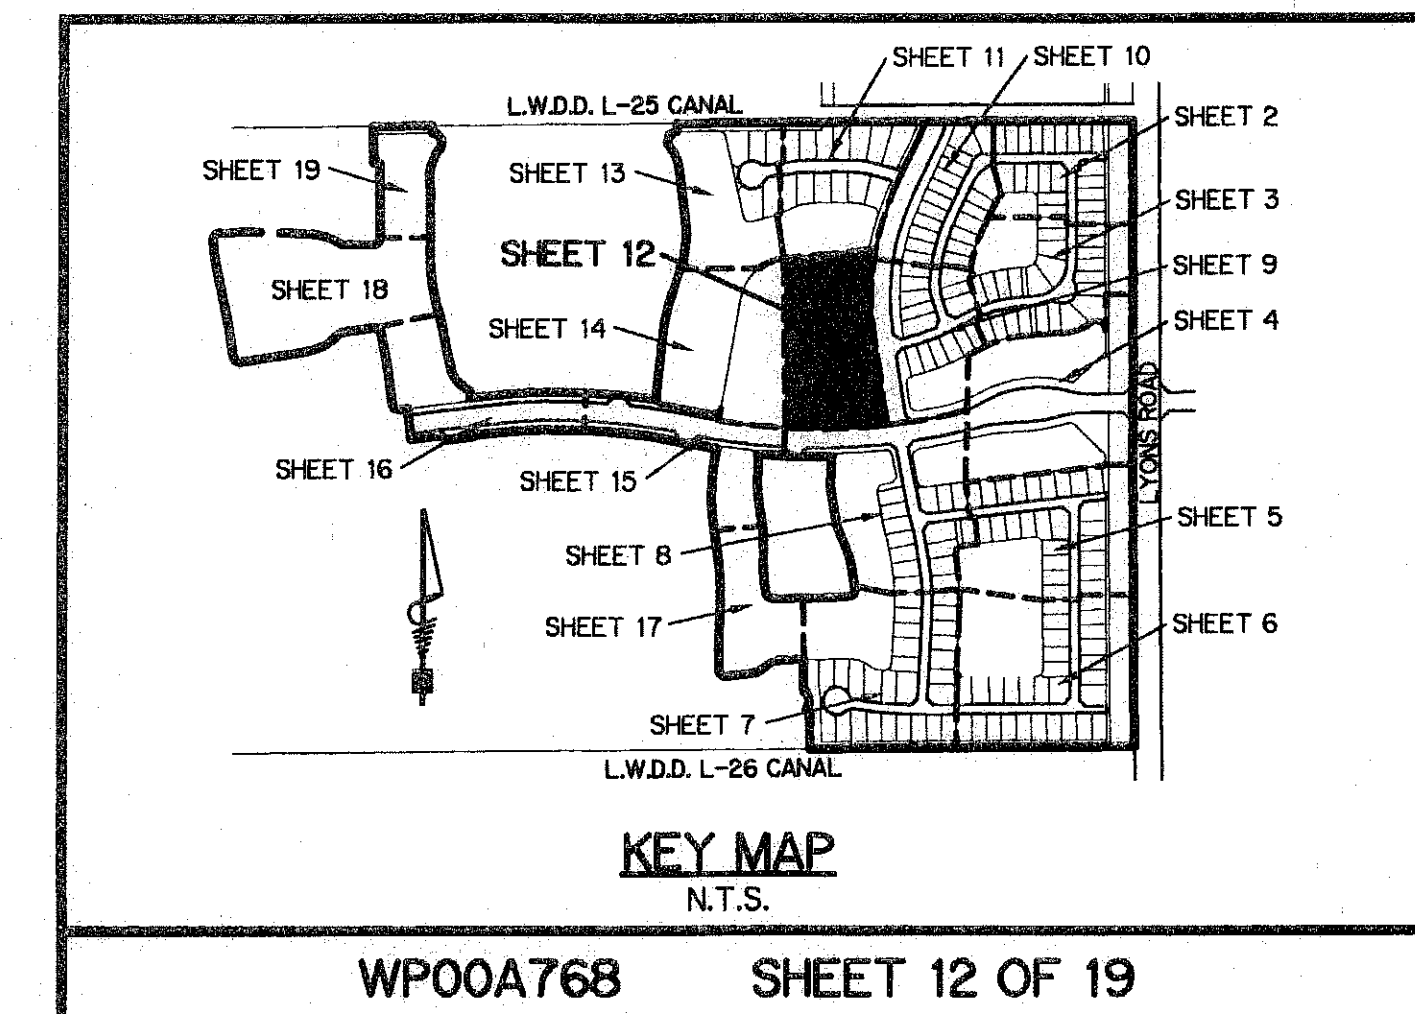 SHEET 11
SHEET 10
L.W.D.D. L-25 CANAL
SHEET 2
SHEET 19
SHEET 13
SHEET 3
SHEET 12
SHEET 9
SHEET 18
SHEET 14
SHEET 4
LYONS ROAD
SHEET 16
SHEET 15
SHEET 5
SHEET 8
SHEET 17
SHEET 6
SHEET 7
L.W.D.D. L-26 CANAL
KEY MAP
N.T.S.
WP00A768 SHEET 12 OF 19